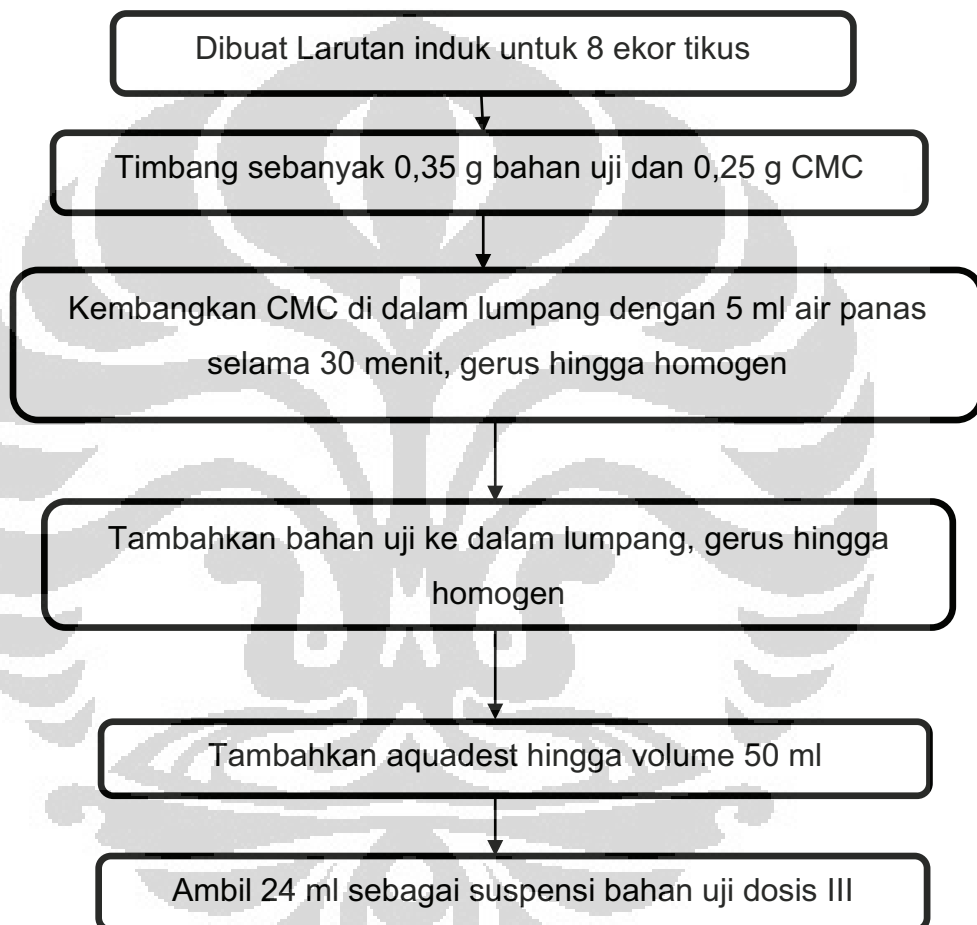 Dibuat Larutan induk untuk 8 ekor tikus
Timbang sebanyak 0,35 g bahan uji dan 0,25 g CMC
Kembangkan CMC di dalam lumpang dengan 5 ml air panas
selama 30 menit, gerus hingga homogen
Tambahkan bahan uji ke dalam lumpang, gerus hingga
homogen
Tambahkan aquadest hingga volume 50 ml
Ambil 24 ml sebagai suspensi bahan uji dosis III